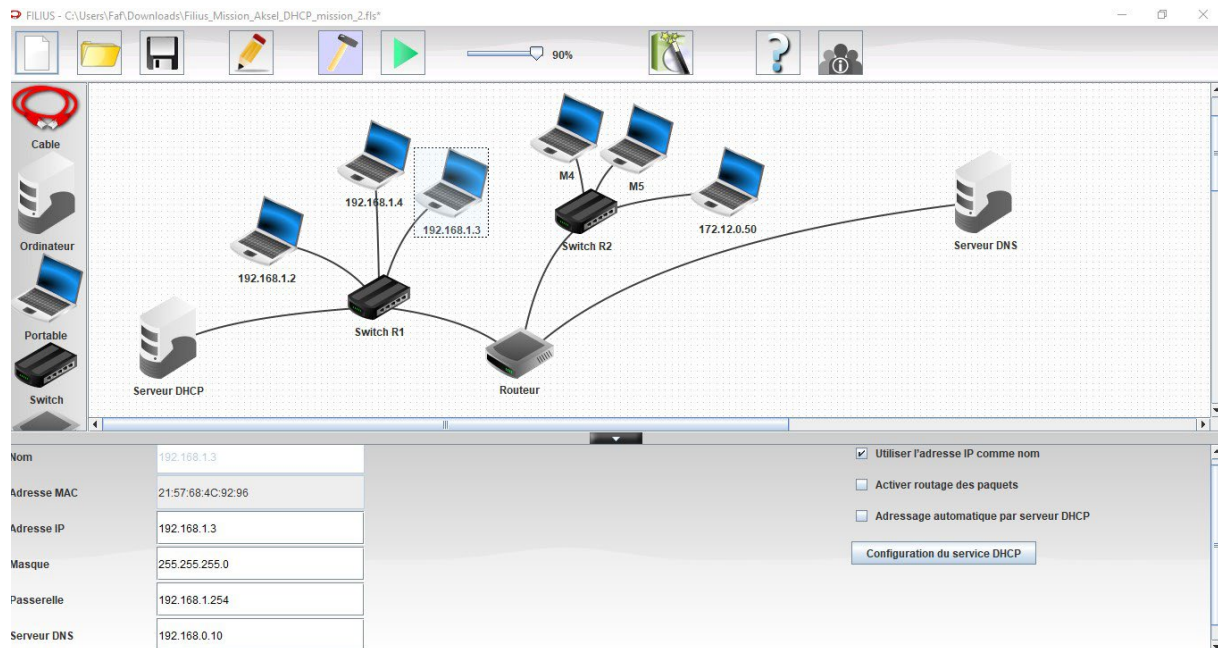 FILIUS - C:\Users\Faf\Downloads\Filius_Mission_Aksel_DHCP_mission_2.fls*
90%
Cable
Ordinateur
Portable
Switch
192.168.1.4
192.168.1.3
192.168.1.2
M4
M5
172.12.0.50
Switch R2
Serveur DNS
Switch R1
Serveur DHCP
Routeur
Nom
192.168.1.3
Adresse MAC
21:57:68:4C:92:96
Adresse IP
192.168.1.3
Masque
255.255.255.0
Passerelle
192.168.1.254
Serveur DNS
192.168.0.10
Utiliser l'adresse IP comme nom
Activer routage des paquets
Adressage automatique par serveur DHCP
Configuration du service DHCP